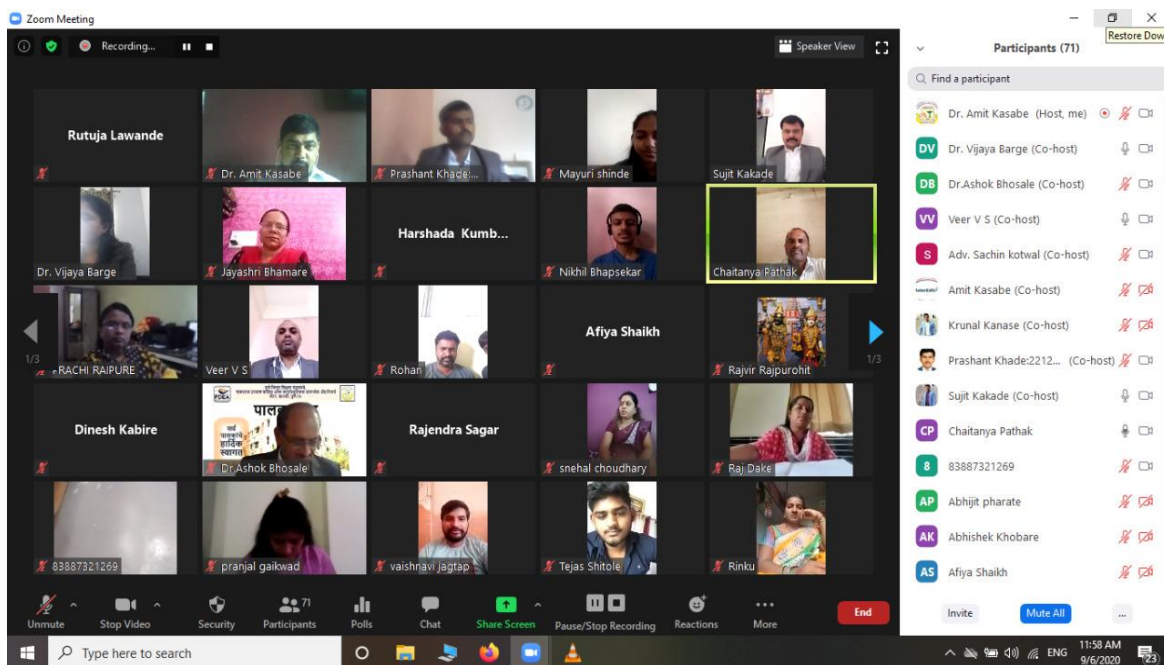 Zoom Meeting
Restore Dow
Recording...
Speaker View
Rutuja Lawande
Dr. Amit Kasabe
Prashant Khade:...
Mayuri shinde
Sujit Kakade
Dr. Vijaya Barge
Jayashri Bhamare
Harshada Kumb...
Nikhil Bhapsekar
Chaitanya Pathak
1/3
PRACHI RAIPURE
Veer V S
Rohan
Afiya Shaikh
Rajvir Rajpurohit
1/3
Dinesh Kabire
PDEA
सर्व
पालकांचे
हार्दिक
स्वागत
Dr.Ashok Bhosale
Rajendra Sagar
snehal choudhary
Raj Dake
83887321269
pranjal gaikwad
vaishnavi jagtap
Tejas Shitole
Rinku
Unmute
Stop Video
Security
71
Participants
Polls
Chat
Share Screen
Pause/Stop Recording
Reactions
More
End
Participants (71)
Find a participant
Dr. Amit Kasabe (Host, me)
DV Dr. Vijaya Barge (Co-host)
DB Dr.Ashok Bhosale (Co-host)
VV Veer V S (Co-host)
S Adv. Sachin kotwal (Co-host)
Amit Kasabe (Co-host)
Krunal Kanase (Co-host)
Prashant Khade:2212... (Co-host)
Sujit Kakade (Co-host)
CP Chaitanya Pathak
8 83887321269
AP Abhijit pharate
AK Abhishek Khobare
AS Afiya Shaikh
Invite
Mute All
...
Type here to search
ENG
11:58 AM
9/6/2020
23